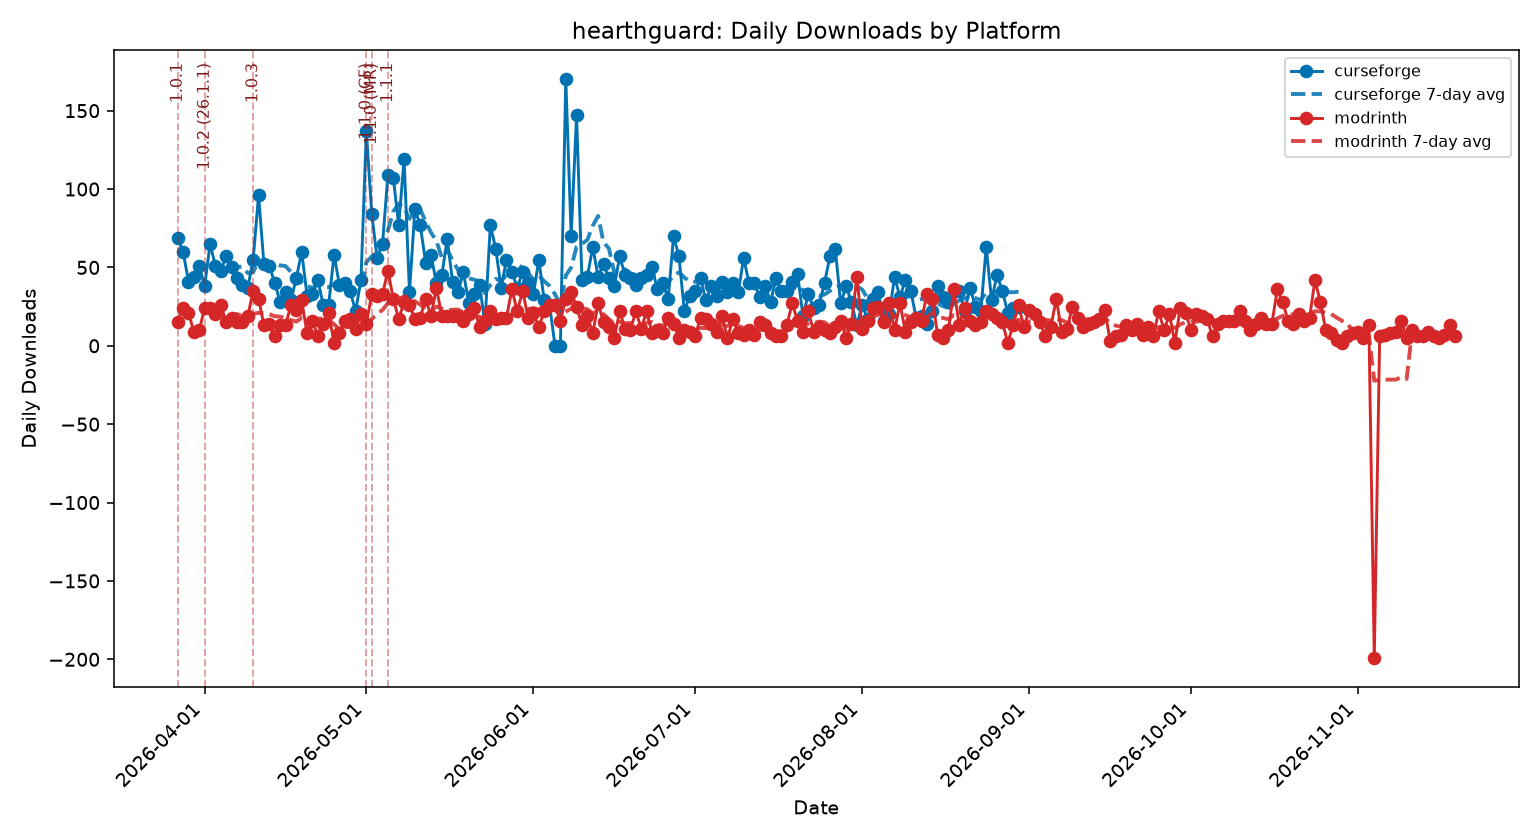 hearthguard: Daily Downloads by Platform
1.0.1
1.0.2 (26.1.1)
1.0.3
1.1.0 (CF)
1.1.0 (MR)
1.1.1
curseforge
curseforge 7-day avg
modrinth
modrinth 7-day avg
Daily Downloads
150
100
50
0
−50
−100
−150
−200
2026-04-01
2026-05-01
2026-06-01
2026-07-01
2026-08-01
2026-09-01
2026-10-01
2026-11-01
Date